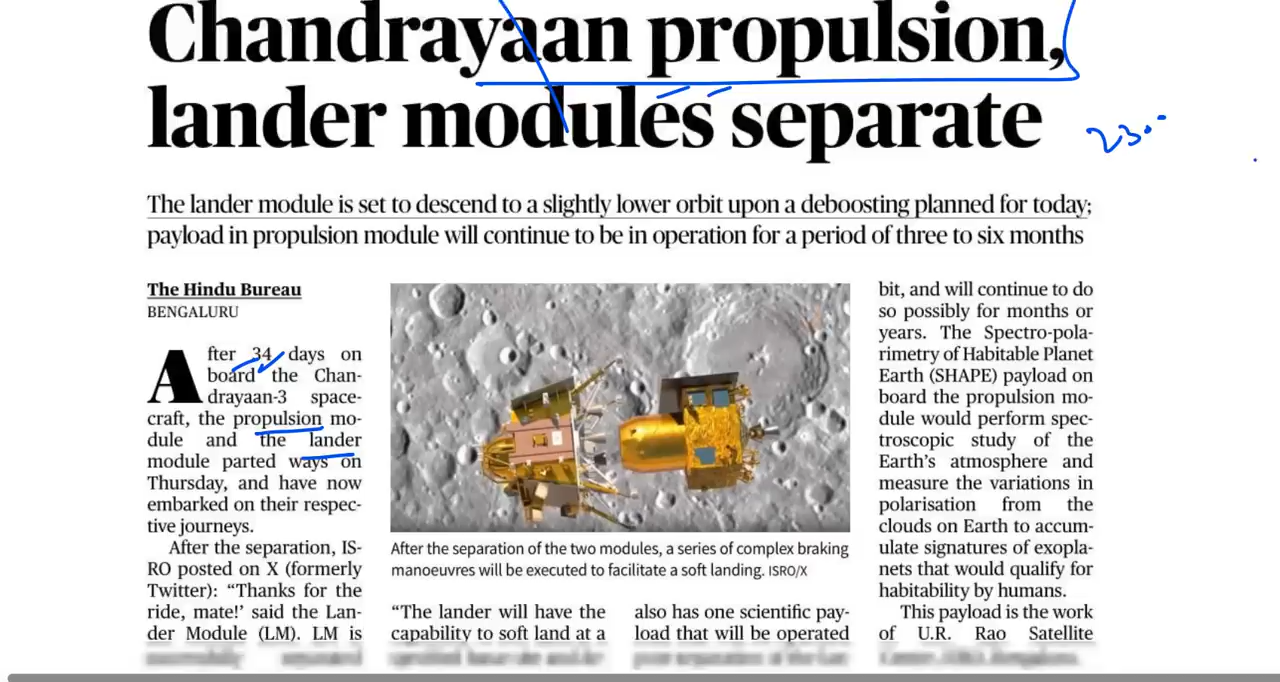 Chandrayaan propulsion,
lander modules separate
23
The lander module is set to descend to a slightly lower orbit upon a deboosting planned for today;
payload in propulsion module will continue to be in operation for a period of three to six months
The Hindu Bureau
BENGALURU
After 34 days on
board the Chan-
drayaan-3 space-
craft, the propulsion mo-
dule and the lander
module parted ways on
Thursday, and have now
embarked on their respec-
tive journeys.
After the separation, IS-
RO posted on X (formerly
Twitter): “Thanks for the
ride, mate!’ said the Lan-
der Module (LM). LM is
After the separation of the two modules, a series of complex braking
manoeuvres will be executed to facilitate a soft landing. ISRO/X
“The lander will have the
capability to soft land at a
also has one scientific pay-
load that will be operated
bit, and will continue to do
so possibly for months or
years. The Spectro-pola-
rimetry of Habitable Planet
Earth (SHAPE) payload on
board the propulsion mo-
dule would perform spec-
troscopic study of the
Earth’s atmosphere and
measure the variations in
polarisation from the
clouds on Earth to accum-
ulate signatures of exopla-
nets that would qualify for
habitability by humans.
This payload is the work
of U.R. Rao Satellite